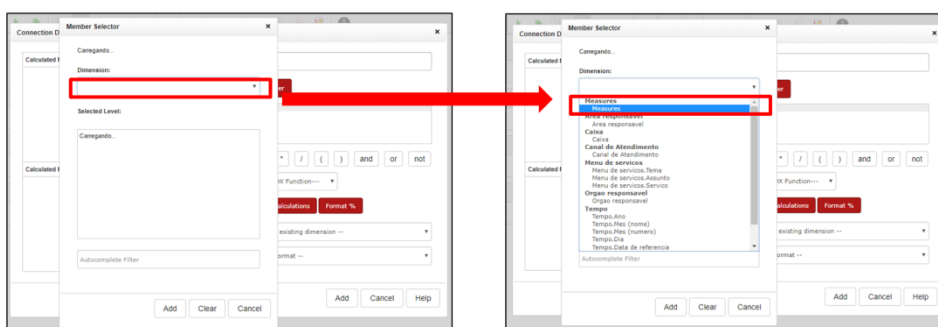 Connection D
Member Selector
×
×
Carregando...
Calculated
Dimension:
er
Selected Level:
Carregando...
* / ( ) and or not
Calculated
Function---
alculations Format %
existing dimension --
ormat --
Autocomplete Filter
Add Clear Cancel
Add Cancel Help
Connection D
Member Selector
×
×
Carregando...
Calculated
Dimension:
er
Measures
Measures
Area responsavel
Area responsavel
Caixa
Caixa
Canal de Atendimento
Canal de Atendimento
Menu de servicos
Menu de servicos.Tema
Menu de servicos.Assunto
Menu de servicos.Servico
Orgao responsavel
Orgao responsavel
Tempo
Tempo.Ano
Tempo.Mes (nome)
Tempo.Mes (numero)
Tempo.Dia
Tempo.Data de referencia
* / ( ) and or not
Calculated
Function---
alculations Format %
existing dimension --
ormat --
Autocomplete Filter
Add Clear Cancel
Add Cancel Help